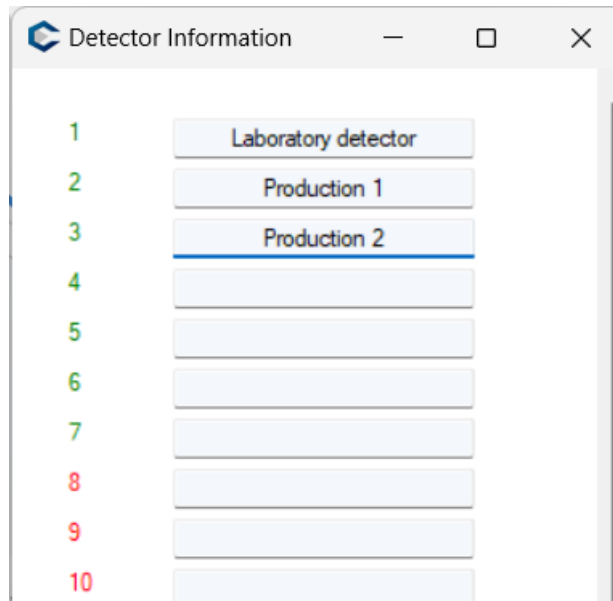 Detector Information
1 Laboratory detector
2 Production 1
3 Production 2
4
5
6
7
8
9
10